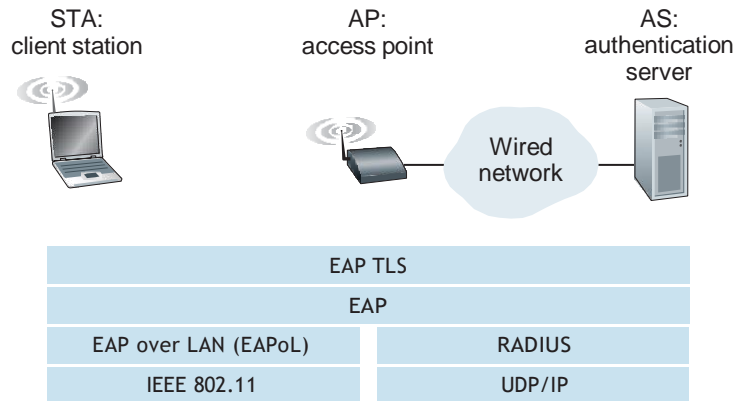 STA:
client station
AP:
access point
AS:
authentication
server
Wired
network
EAP TLS
EAP
EAP over LAN (EAPoL)
RADIUS
IEEE 802.11
UDP/IP